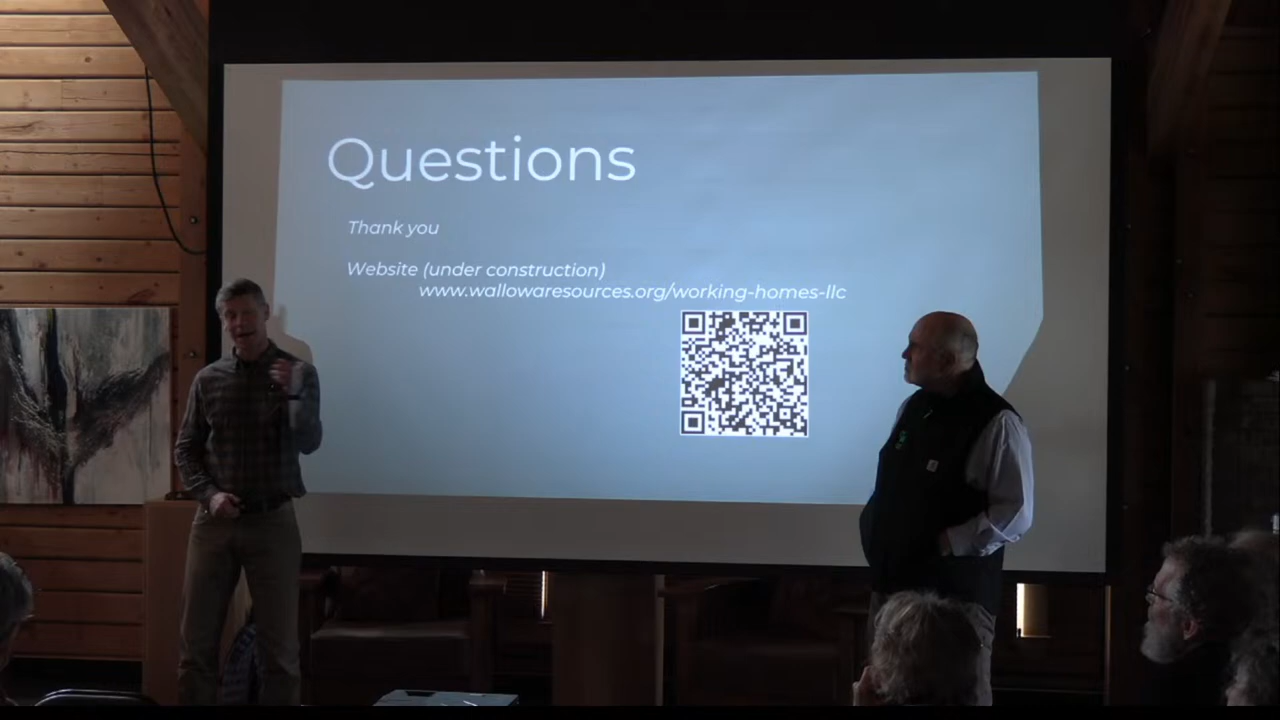 Questions
Thank you
Website (under construction)
www.wallowaresources.org/working-homes-llc